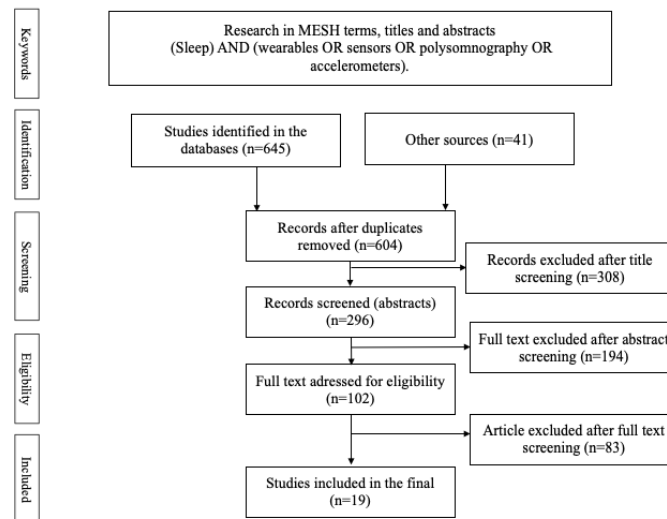 Keywords
Research in MESH terms, titles and abstracts
(Sleep) AND (wearables OR sensors OR polysomnography OR
accelerometers).
Identification
Studies identified in the
databases (n=645)
Other sources (n=41)
Screening
Records after duplicates
removed (n=604)
Records excluded after title
screening (n=308)
Records screened (abstracts)
(n=296)
Eligibility
Full text excluded after abstract
screening (n=194)
Full text adressed for eligibility
(n=102)
Included
Article excluded after full text
screening (n=83)
Studies included in the final
(n=19)